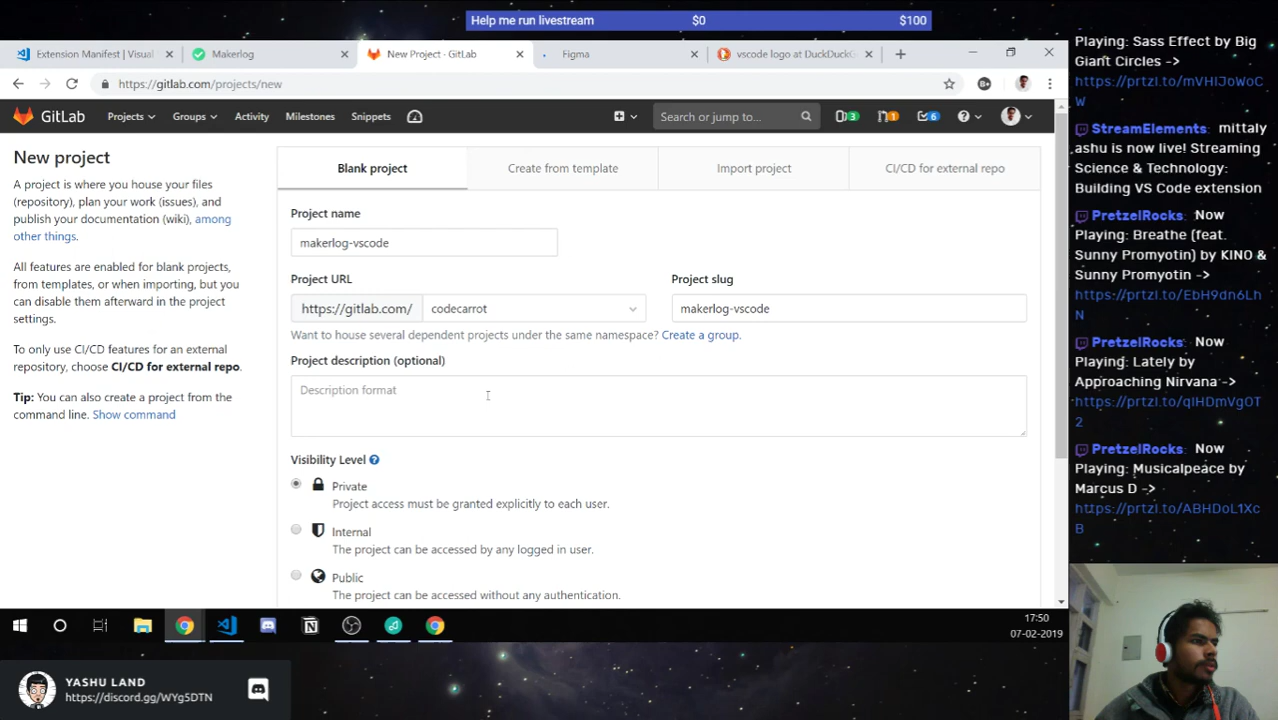 Help me run livestream $0 $100
Extension Manifest | Visual
Makerlog
New Project · GitLab
Figma
vscode logo at DuckDuckG
https://gitlab.com/projects/new
GitLab
Projects
Groups
Activity
Milestones
Snippets
Search or jump to...
3
1
6
New project
A project is where you house your files
(repository), plan your work (issues), and
publish your documentation (wiki), among
other things.
All features are enabled for blank projects,
from templates, or when importing, but you
can disable them afterward in the project
settings.
To only use CI/CD features for an external
repository, choose CI/CD for external repo.
Tip: You can also create a project from the
command line. Show command
Blank project
Create from template
Import project
CI/CD for external repo
Project name
makerlog-vscode
Project URL
https://gitlab.com/
codecarrot
Project slug
makerlog-vscode
Want to house several dependent projects under the same namespace? Create a group.
Project description (optional)
Description format
Visibility Level
Private
Project access must be granted explicitly to each user.
Internal
The project can be accessed by any logged in user.
Public
The project can be accessed without any authentication.
17:50
07-02-2019
Playing: Sass Effect by Big
Giant Circles ->
https://prtzl.to/mVHIJoWoC
W
StreamElements: mittaly
ashu is now live! Streaming
Science & Technology:
Building VS Code extension
PretzelRocks: Now
Playing: Breathe (feat.
Sunny Promyotin) by KINO &
Sunny Promyotin ->
https://prtzl.to/EbH9dn6Lh
N
PretzelRocks: Now
Playing: Lately by
Approaching Nirvana ->
https://prtzl.to/qIHDmVgOT
2
PretzelRocks: Now
Playing: Musicalpeace by
Marcus D ->
https://prtzl.to/ABHDoL1Xc
B
YASHU LAND
https://discord.gg/WYg5DTN